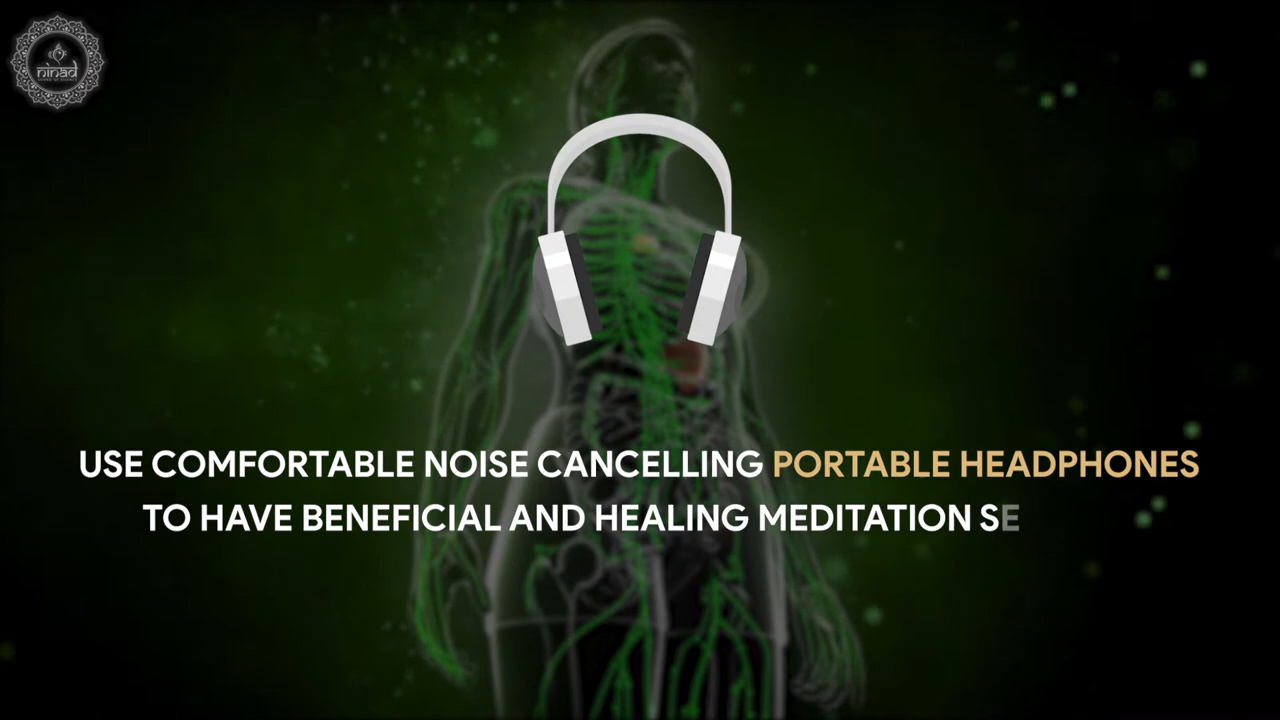 ninad
USE COMFORTABLE NOISE CANCELLING PORTABLE HEADPHONES
TO HAVE BENEFICIAL AND HEALING MEDITATION SE